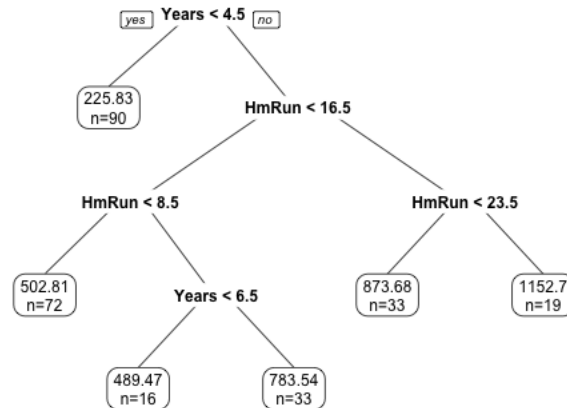 yes Years < 4.5 no
225.83
n=90
HmRun < 16.5
HmRun < 8.5
HmRun < 23.5
502.81
n=72
Years < 6.5
873.68
n=33
1152.7
n=19
489.47
n=16
783.54
n=33